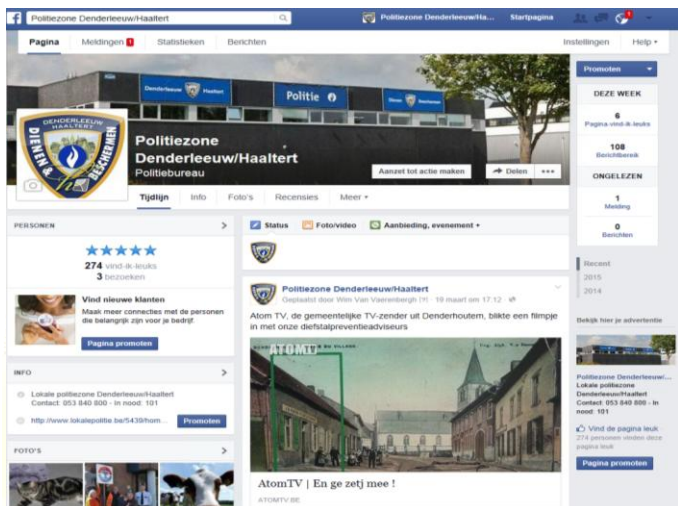 Politiezone Denderleeuw/Haaltert
Politiezone Denderleeuw/Ha... Startpagina
Pagina Meldingen 1 Statistieken Berichten Instellingen Help
Promoten
DEZE WEEK
6
Pagina-vind-ik-leuks
108
Berichtbereik
ONGELEZEN
1
Melding
0
Berichten
Recent
2015
2014
Bekijk hier je advertentie
Denderleeuw Haaltert
Politie
Dienen Beschermen
DENDERLEEUW
HAALTERT
DIENEN &
BESCHERMEN
Politiezone
Denderleeuw/Haaltert
Politiebureau
Aanzet tot actie maken Delen
Tijdlijn Info Foto's Recensies Meer
PERSONEN
274 vind-ik-leuks
3 bezoeken
Vind nieuwe klanten
Maak meer connecties met de personen
die belangrijk zijn voor je bedrijf.
Pagina promoten
INFO
Lokale politiezone Denderleeuw/Haaltert
Contact: 053 840 800 - In nood: 101
http://www.lokalepolitie.be/5439/hom... Promoten
FOTO'S
Status Foto/video Aanbieding, evenement +
Politiezone Denderleeuw/Haaltert
Geplaatst door Wim Van Vaerenbergh [?] · 19 maart om 17:12
Atom TV, de gemeentelijke TV-zender uit Denderhoutem, blikte een filmpje
in met onze diefstalpreventieadviseurs
ATOMTV
AtomTV | En ge zetj mee !
ATOMTV.BE
Politiezone Denderleeuw/...
Lokale politiezone
Denderleeuw/Haaltert
Contact: 053 840 800 - In
nood: 101
Vind de pagina leuk
274 personen vinden deze
pagina leuk
Pagina promoten